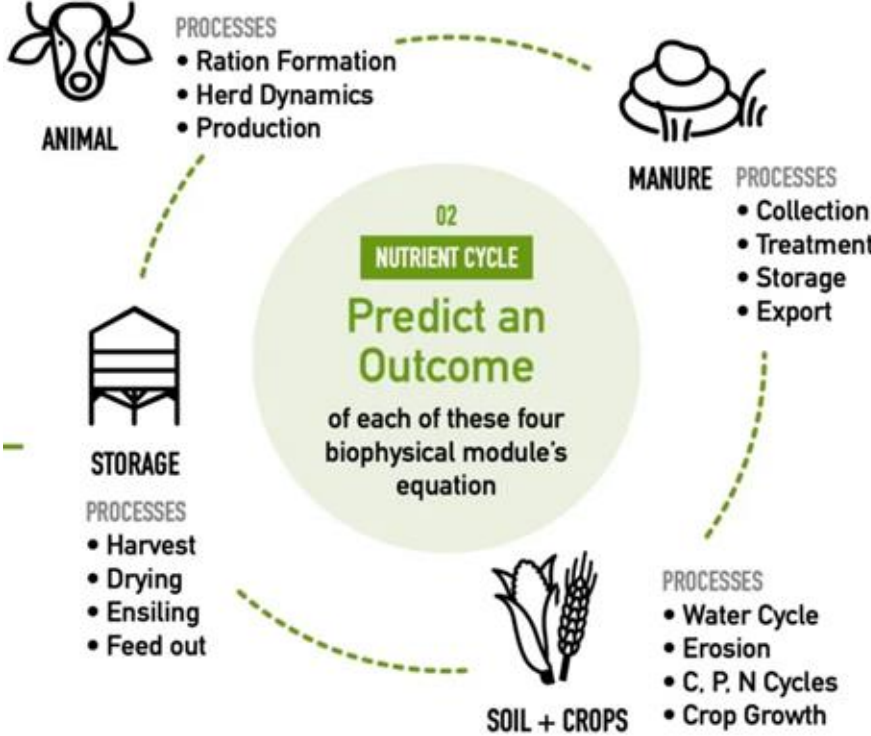 PROCESSES
• Ration Formation
• Herd Dynamics
• Production
ANIMAL
MANURE
PROCESSES
• Collection
• Treatment
• Storage
• Export
02
NUTRIENT CYCLE
Predict an
Outcome
of each of these four
biophysical module's
equation
STORAGE
PROCESSES
• Harvest
• Drying
• Ensiling
• Feed out
SOIL + CROPS
PROCESSES
• Water Cycle
• Erosion
• C, P, N Cycles
• Crop Growth